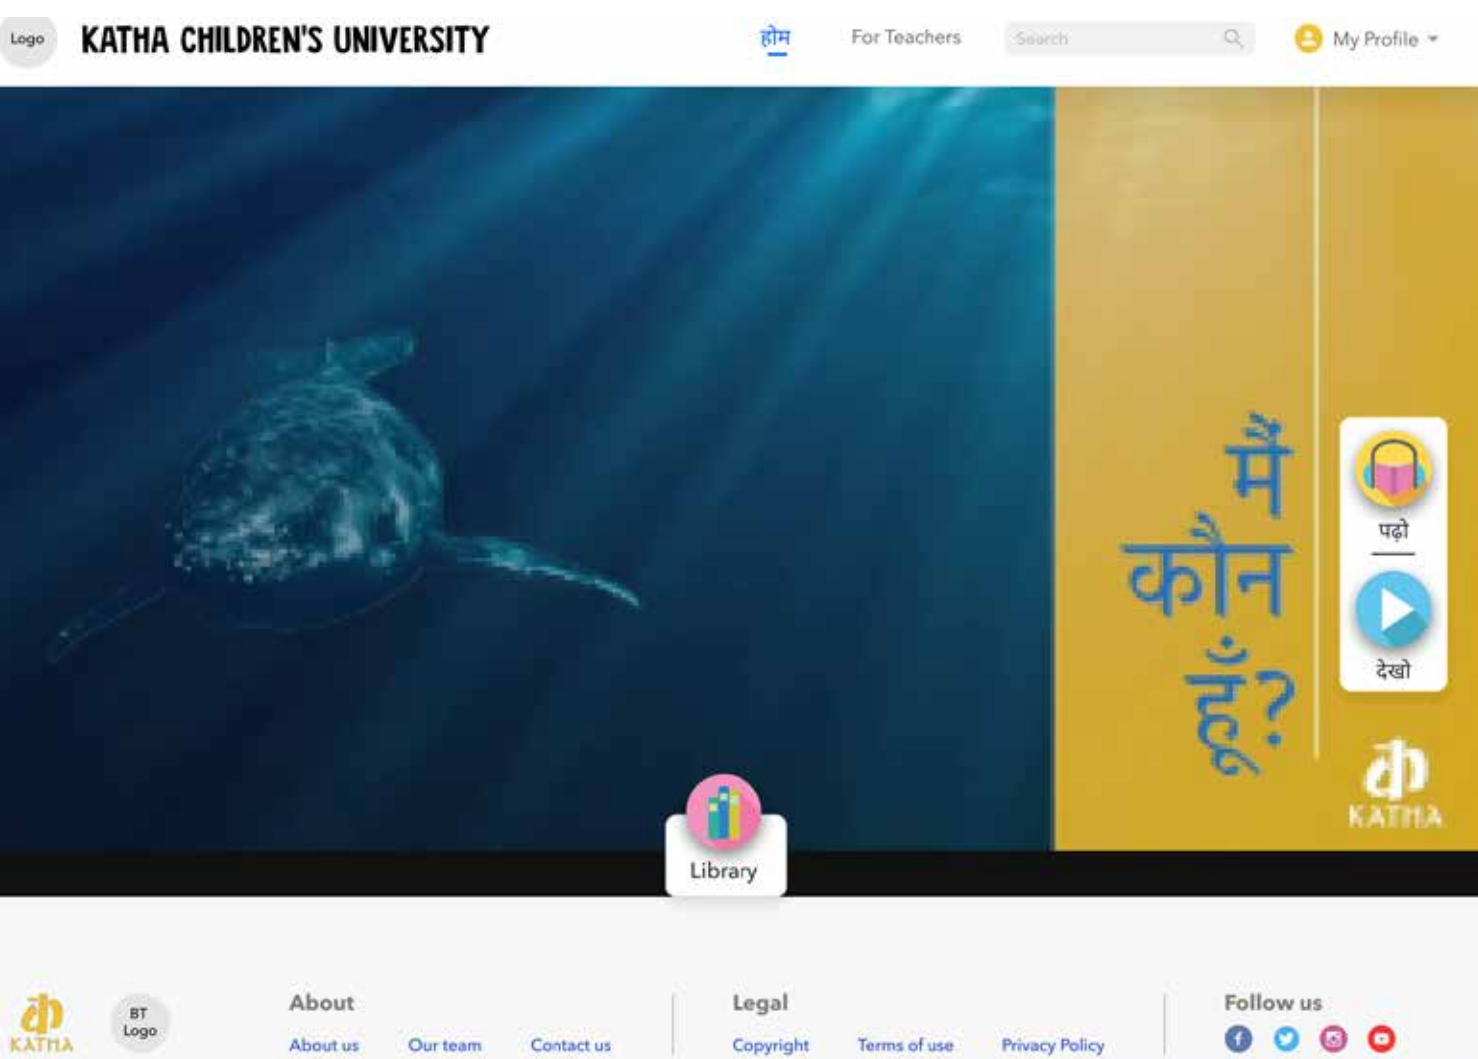 Logo
KATHA CHILDREN'S UNIVERSITY
होम
For Teachers
Search
My Profile
मैं
कौन
हूँ?
पढ़ो
देखो
KATHA
Library
KATHA
BT
Logo
About
About us
Our team
Contact us
Legal
Copyright
Terms of use
Privacy Policy
Follow us